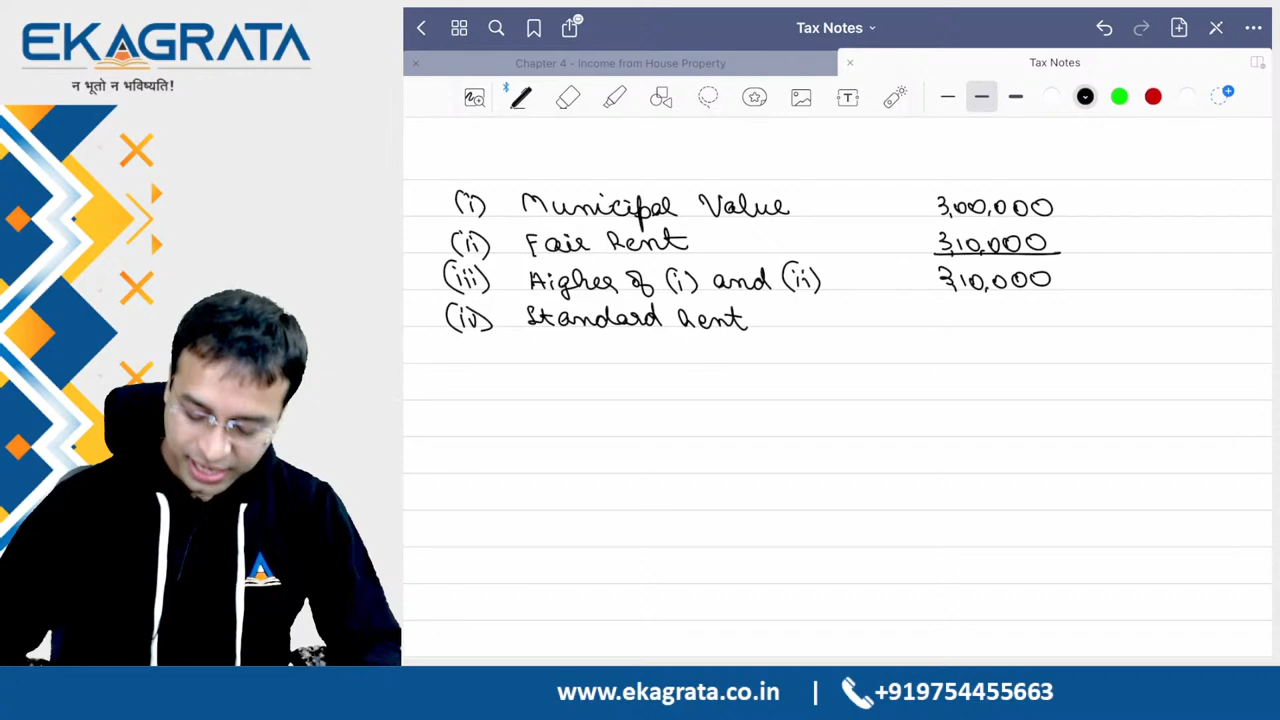 EKAGRATA
न भूतो न भविष्यति!
Tax Notes
Chapter 4 - Income from House Property
Tax Notes
(i) Municipal Value 3,00,000
(ii) Fair Rent 3,10,000
(iii) Higher of (i) and (ii) 3,10,000
(iv) Standard Rent
www.ekagrata.co.in | +919754455663